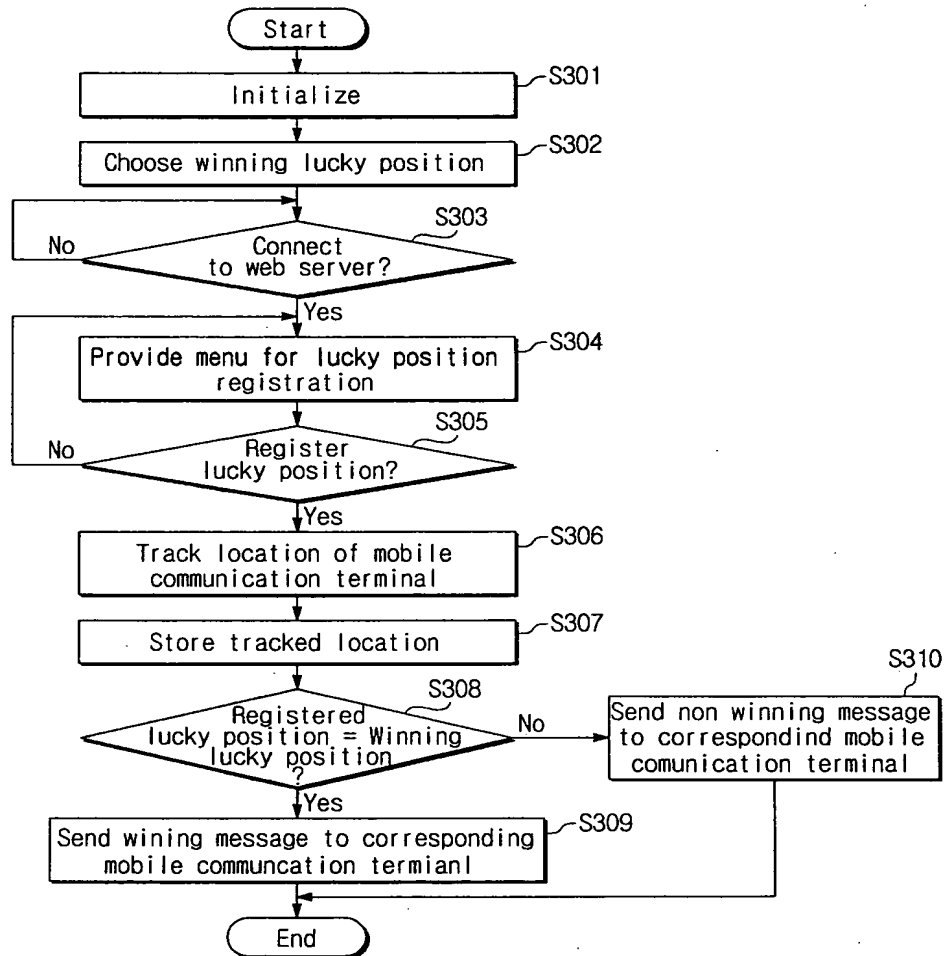 Start
S301
Initialize
S302
Choose winning lucky position
S303
No
Connect
to web server?
Yes
S304
Provide menu for lucky position
registration
S305
No
Register
lucky position?
Yes
S306
Track location of mobile
communication terminal
S307
Store tracked location
S310
S308
Registered
lucky position = Winning
lucky position
?
No
Send non winning message
to correspondind mobile
comunication terminal
Yes
S309
Send wining message to corresponding
mobile communcation termianl
End